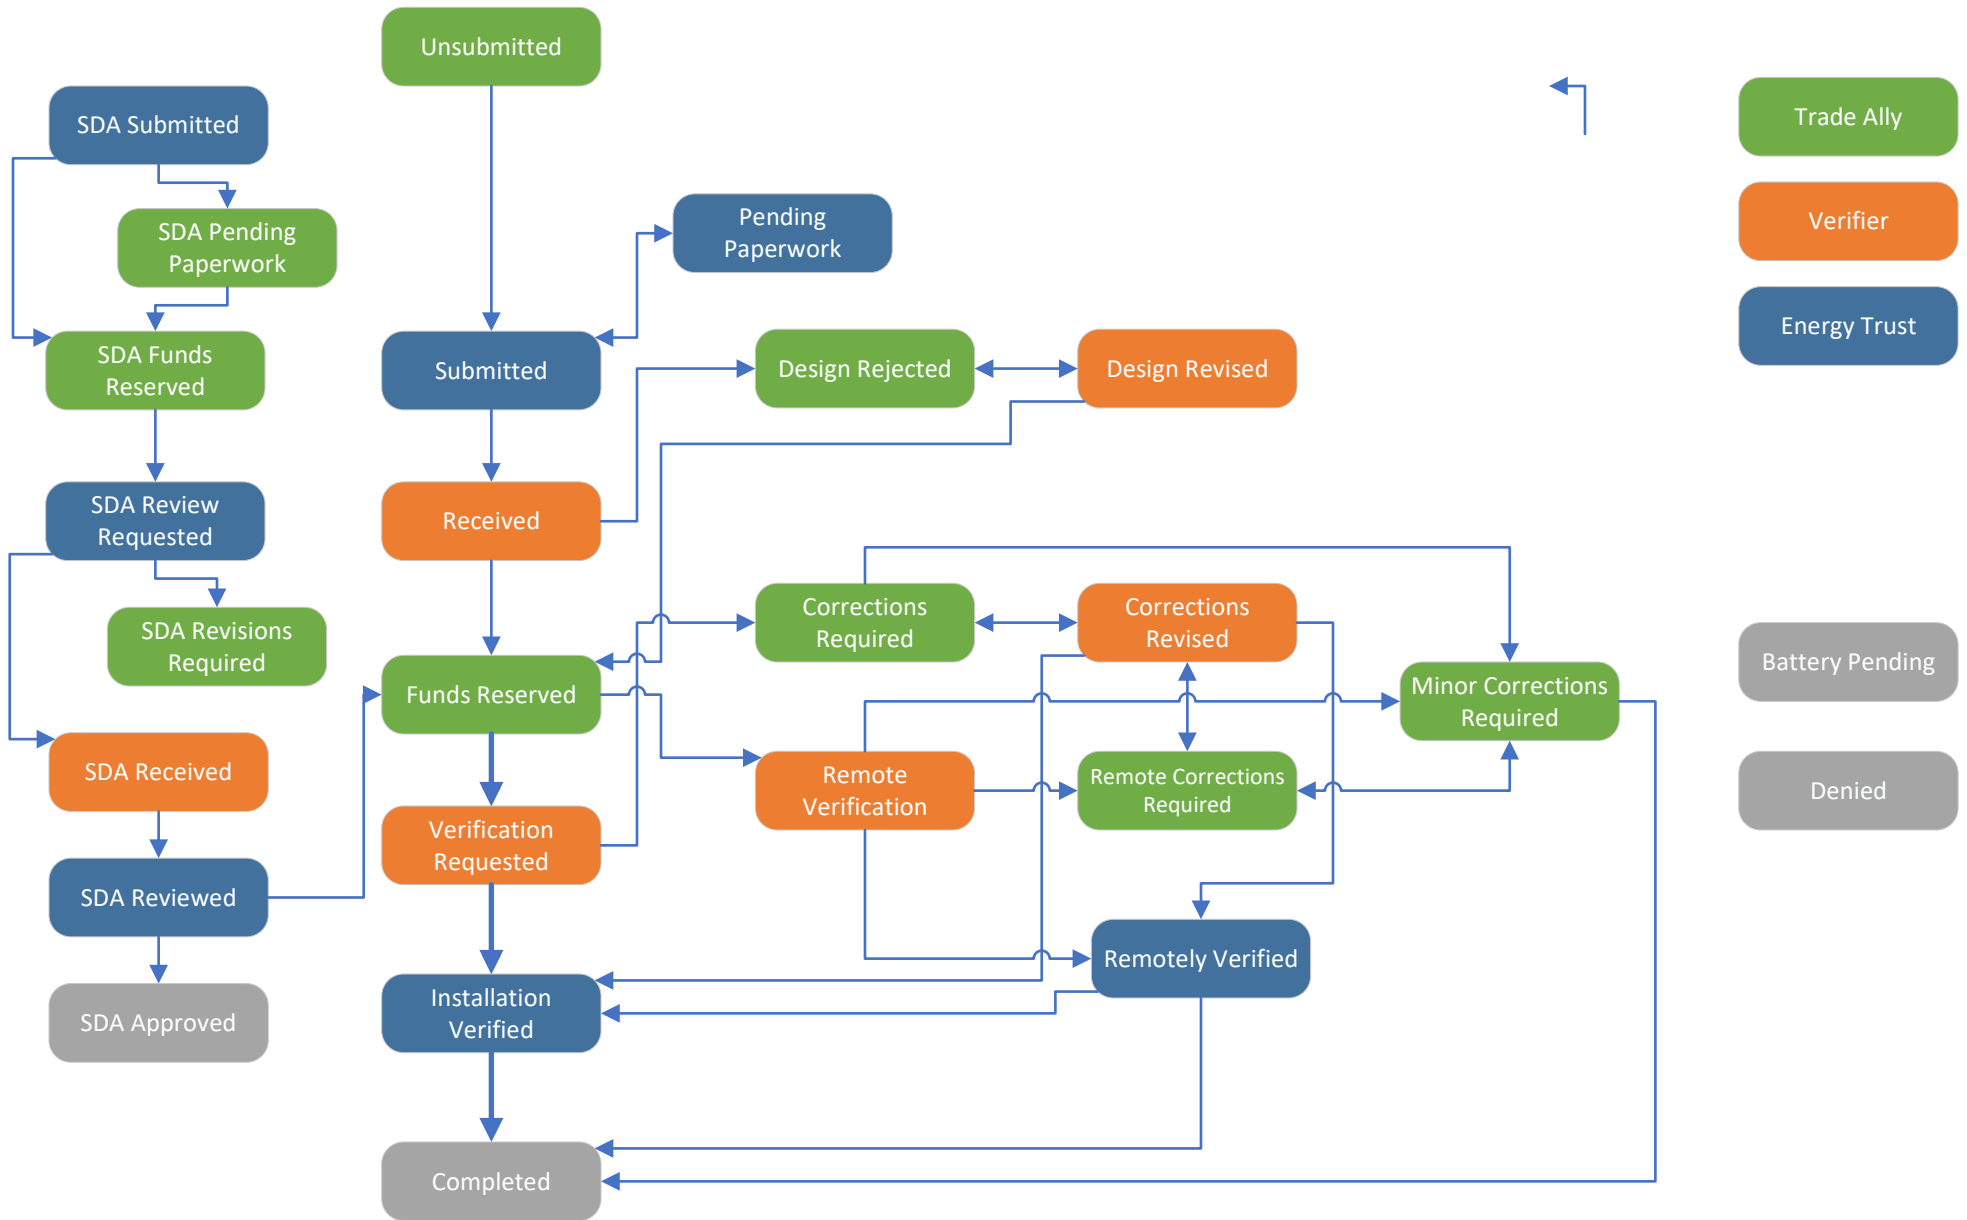 Unsubmitted
SDA Submitted
Trade Ally
SDA Pending
Paperwork
Pending
Paperwork
Verifier
Energy Trust
SDA Funds
Reserved
Submitted
Design Rejected
Design Revised
SDA Review
Requested
Received
SDA Revisions
Required
Corrections
Required
Corrections
Revised
Battery Pending
Funds Reserved
Minor Corrections
Required
SDA Received
Remote
Verification
Remote Corrections
Required
Denied
Verification
Requested
SDA Reviewed
Remotely Verified
Installation
Verified
SDA Approved
Completed